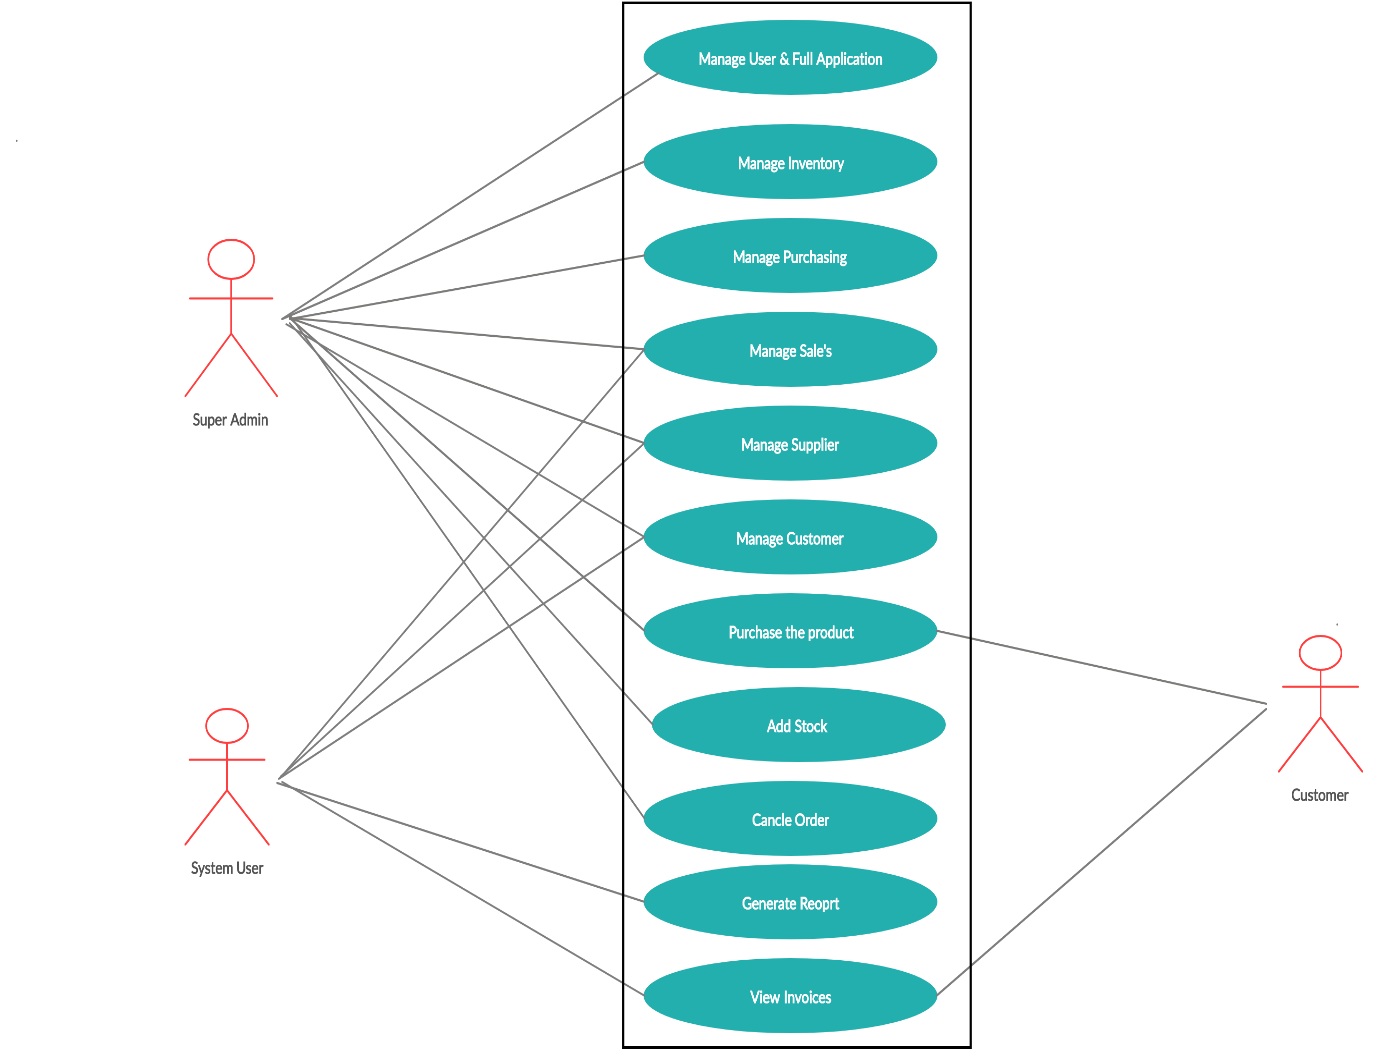 Manage User & Full Application
Manage Inventory
Manage Purchasing
Manage Sale's
Super Admin
Manage Supplier
Manage Customer
Purchase the product
Add Stock
Customer
Cancle Order
System User
Generate Reoprt
View Invoices